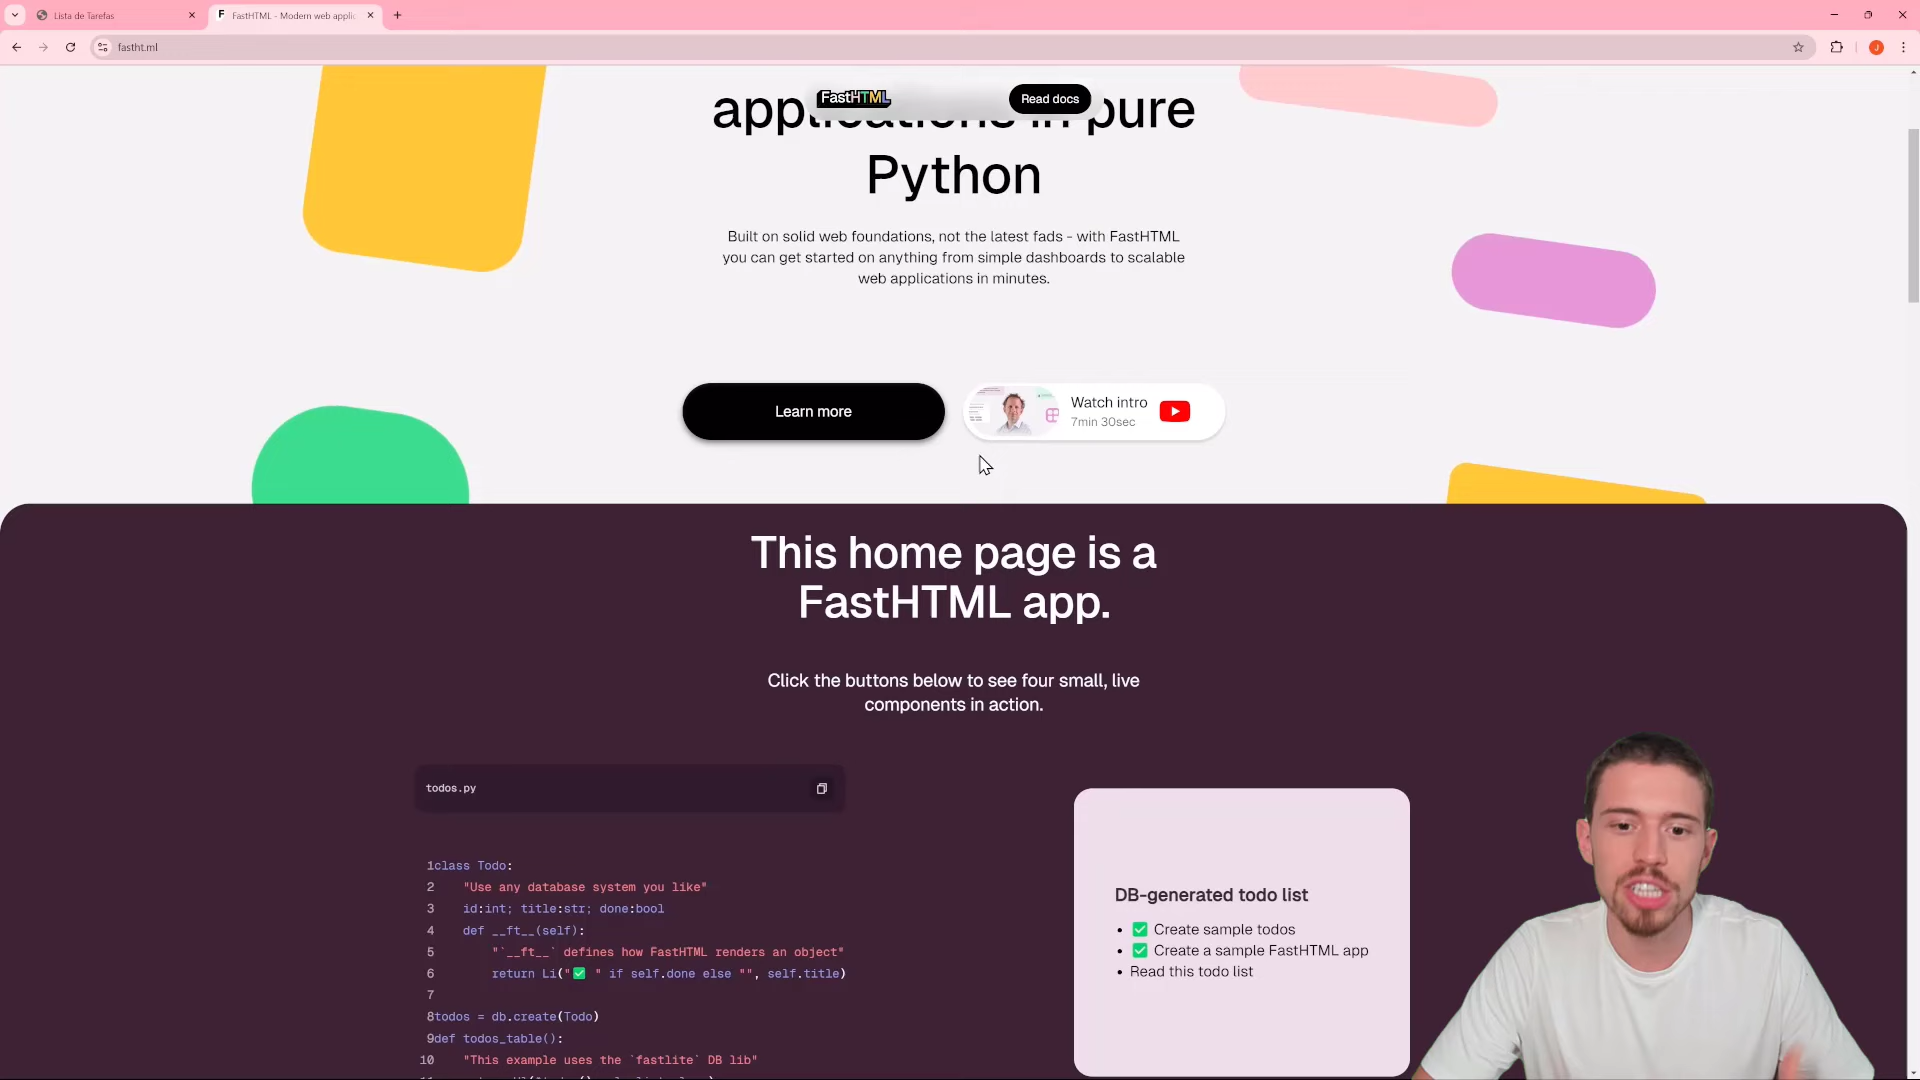 Lista de Tarefas
F FastHTML - Modern web applic
fastht.ml
J
FastHTML
Read docs
applications in pure
Python
Built on solid web foundations, not the latest fads - with FastHTML
you can get started on anything from simple dashboards to scalable
web applications in minutes.
Learn more
Watch intro
7min 30sec
This home page is a
FastHTML app.
Click the buttons below to see four small, live
components in action.
todos.py
1class Todo:
2 "Use any database system you like"
3 id:int; title:str; done:bool
4 def __ft__(self):
5 "`__ft__` defines how FastHTML renders an object"
6 return Li("✅ " if self.done else "", self.title)
7
8todos = db.create(Todo)
9def todos_table():
10 "This example uses the `fastlite` DB lib"
DB-generated todo list
• ✅ Create sample todos
• ✅ Create a sample FastHTML app
• Read this todo list